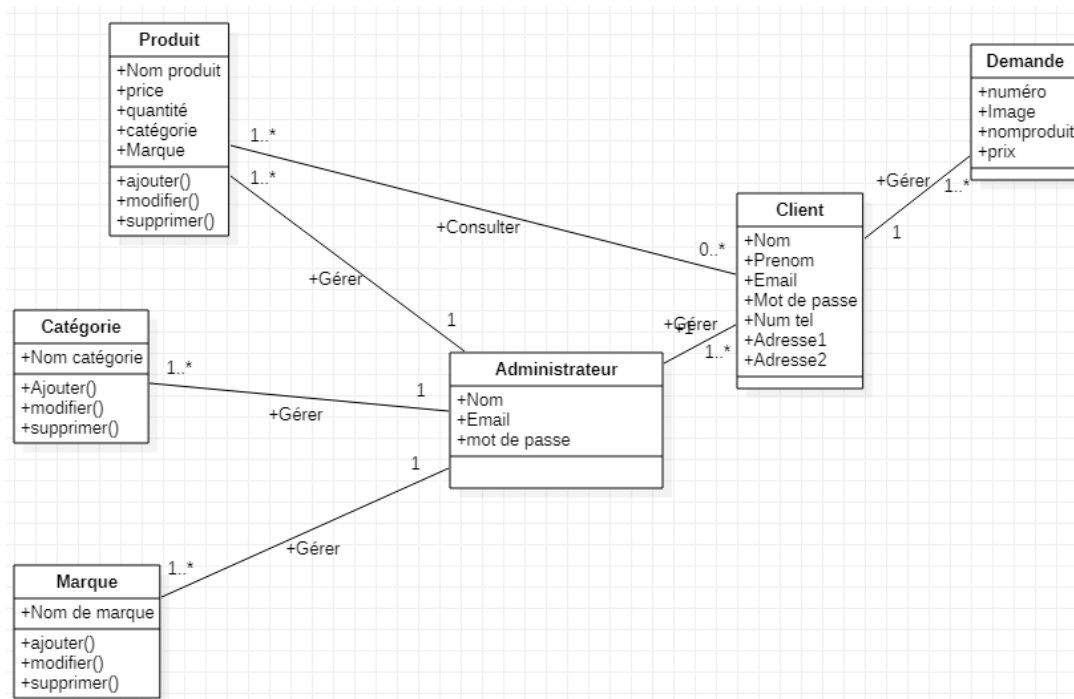 Produit
+Nom produit
+price
+quantité
+catégorie
+Marque
+ajouter()
+modifier()
+supprimer()
1..*
1..*
+Consulter
0..*
+Gérer
1
Demande
+numéro
+Image
+nomproduit
+prix
+Gérer
1..*
1
Client
+Nom
+Prenom
+Email
+Mot de passe
+Num tel
+Adresse1
+Adresse2
+Gérer
+1
1..*
Catégorie
+Nom catégorie
+Ajouter()
+modifier()
+supprimer()
1..*
+Gérer
1
Administrateur
+Nom
+Email
+mot de passe
1
+Gérer
1..*
Marque
+Nom de marque
+ajouter()
+modifier()
+supprimer()